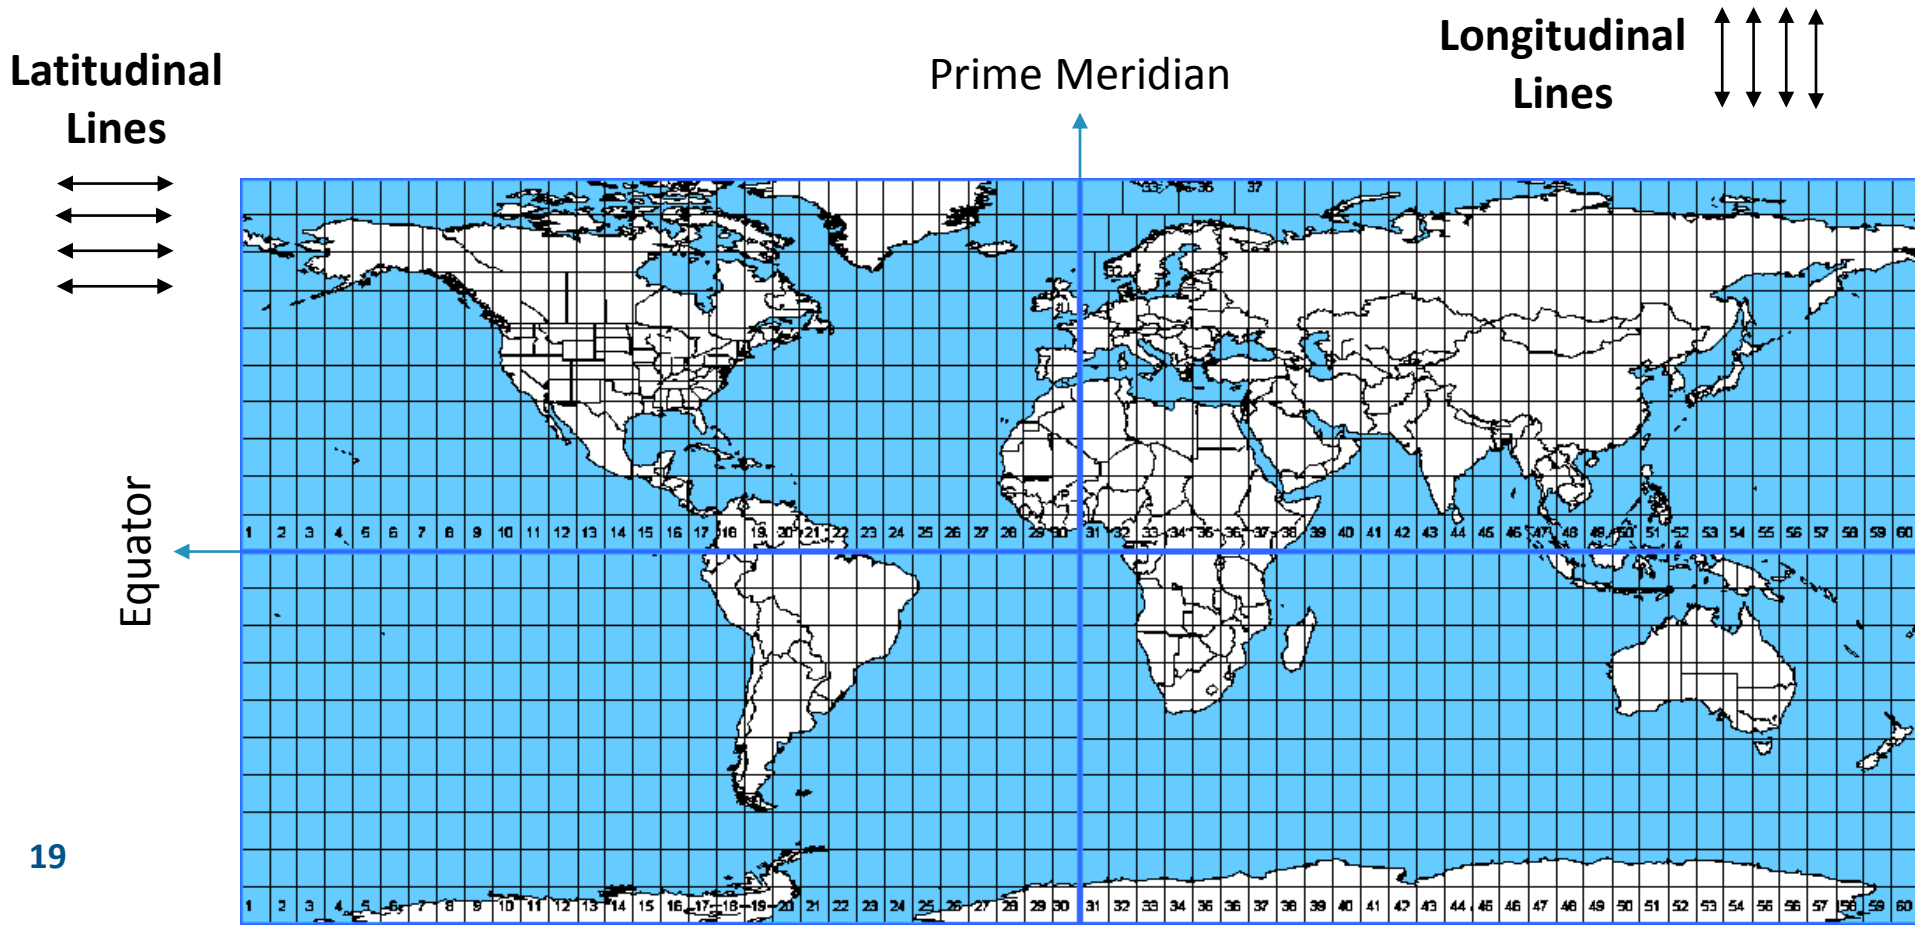 Latitudinal
Lines
Prime Meridian
Longitudinal
Lines
33 35 37
32
Equator
1 2 3 4 5 6 7 8 9 10 11 12 13 14 15 16 17 18 19 20 21 22 23 24 25 26 27 28 29 30 31 32 33 34 35 36 37 38 39 40 41 42 43 44 45 46 47 48 49 50 51 52 53 54 55 56 57 58 59 60
19
1 2 3 4 5 6 7 8 9 10 11 12 13 14 15 16 17 18 19 20 21 22 23 24 25 26 27 28 29 30 31 32 33 34 35 36 37 38 39 40 41 42 43 44 45 46 47 48 49 50 51 52 53 54 55 56 57 58 59 60